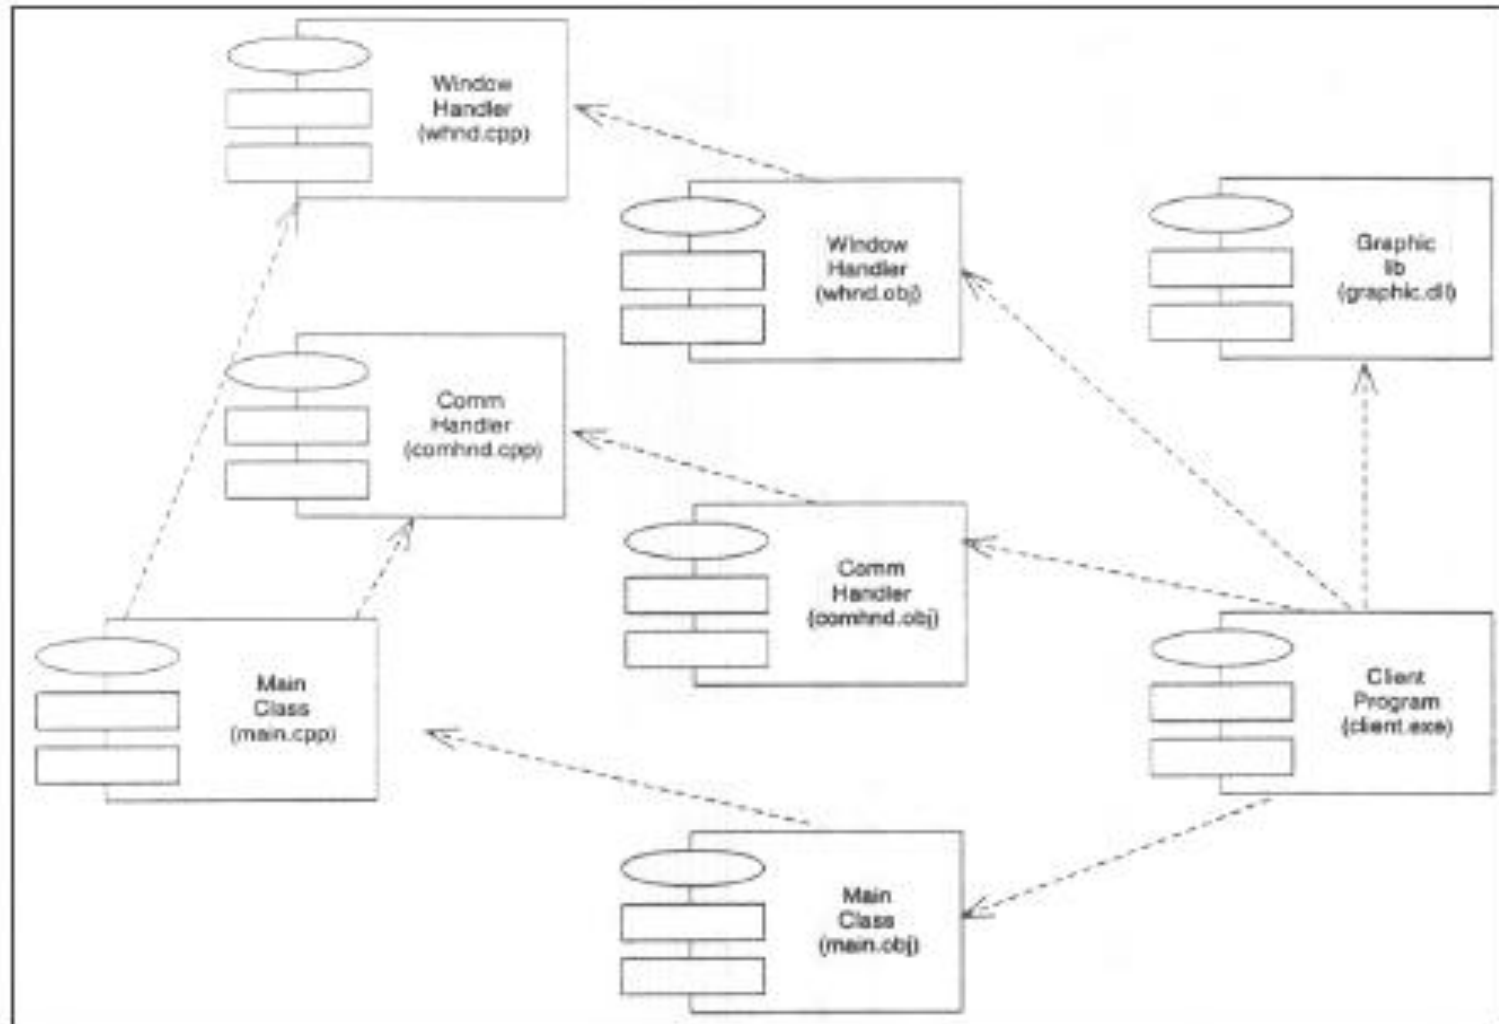 Window
Handler
(whnd.cpp)
Window
Handler
(whnd.obj)
Graphic
lib
(graphic.dll)
Comm
Handler
(comhnd.cpp)
Comm
Handler
(comhnd.obj)
Main
Class
(main.cpp)
Client
Program
(client.exe)
Main
Class
(main.obj)